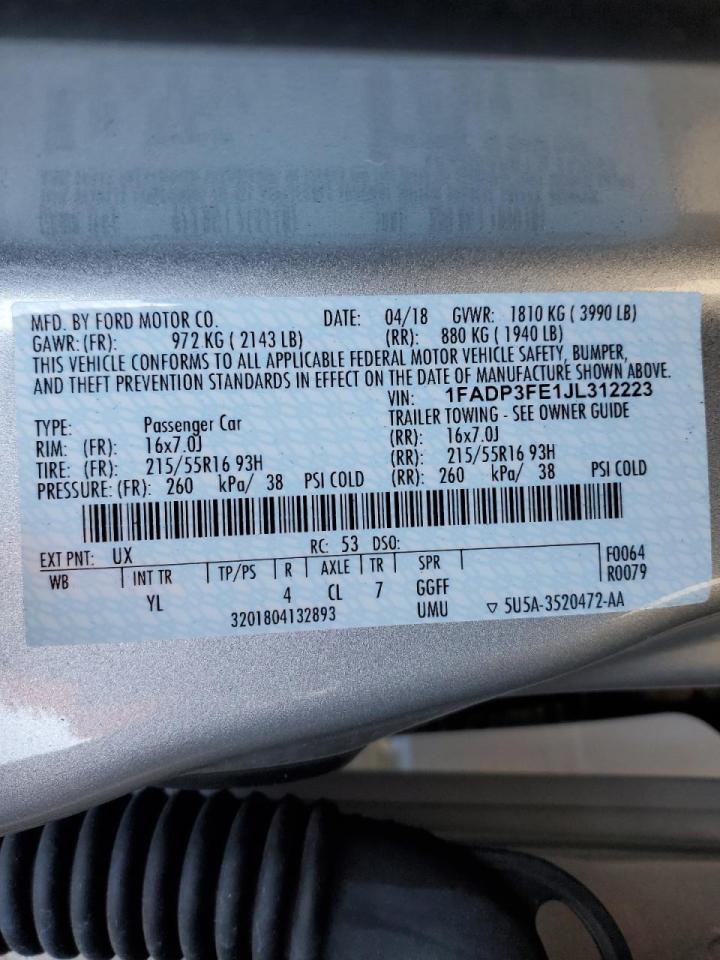 MFD. BY FORD MOTOR CO. DATE: 04/18 GVWR: 1810 KG ( 3990 LB)
GAWR: (FR): 972 KG ( 2143 LB) (RR): 880 KG ( 1940 LB)
THIS VEHICLE CONFORMS TO ALL APPLICABLE FEDERAL MOTOR VEHICLE SAFETY, BUMPER,
AND THEFT PREVENTION STANDARDS IN EFFECT ON THE DATE OF MANUFACTURE SHOWN ABOVE.
VIN: 1FADP3FE1JL312223
TYPE: Passenger Car TRAILER TOWING - SEE OWNER GUIDE
RIM: (FR): 16x7.0J (RR): 16x7.0J
TIRE: (FR): 215/55R16 93H (RR): 215/55R16 93H
PRESSURE: (FR): 260 kPa/ 38 PSI COLD (RR): 260 kPa/ 38 PSI COLD
EXT PNT: UX RC: 53 DSO: F0064
WB INT TR TP/PS R AXLE TR SPR R0079
YL 4 CL 7 GGFF
3201804132893 UMU ▽ 5U5A-3520472-AA